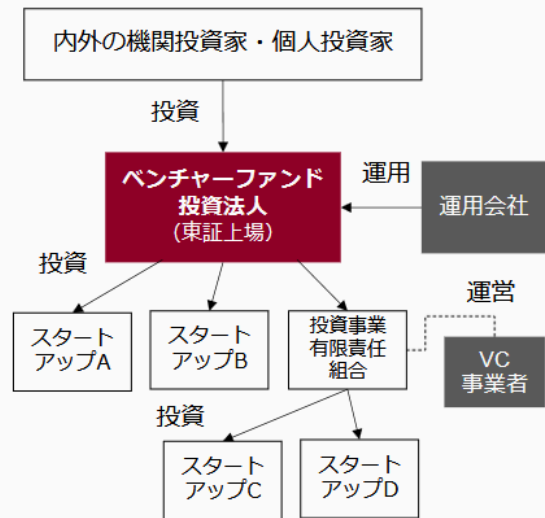 内外の機関投資家・個人投資家
投資
ベンチャーファンド
投資法人
(東証上場)
運用
運用会社
投資
スタート
アップA
スタート
アップB
投資事業
有限責任
組合
運営
VC
事業者
投資
スタート
アップC
スタート
アップD